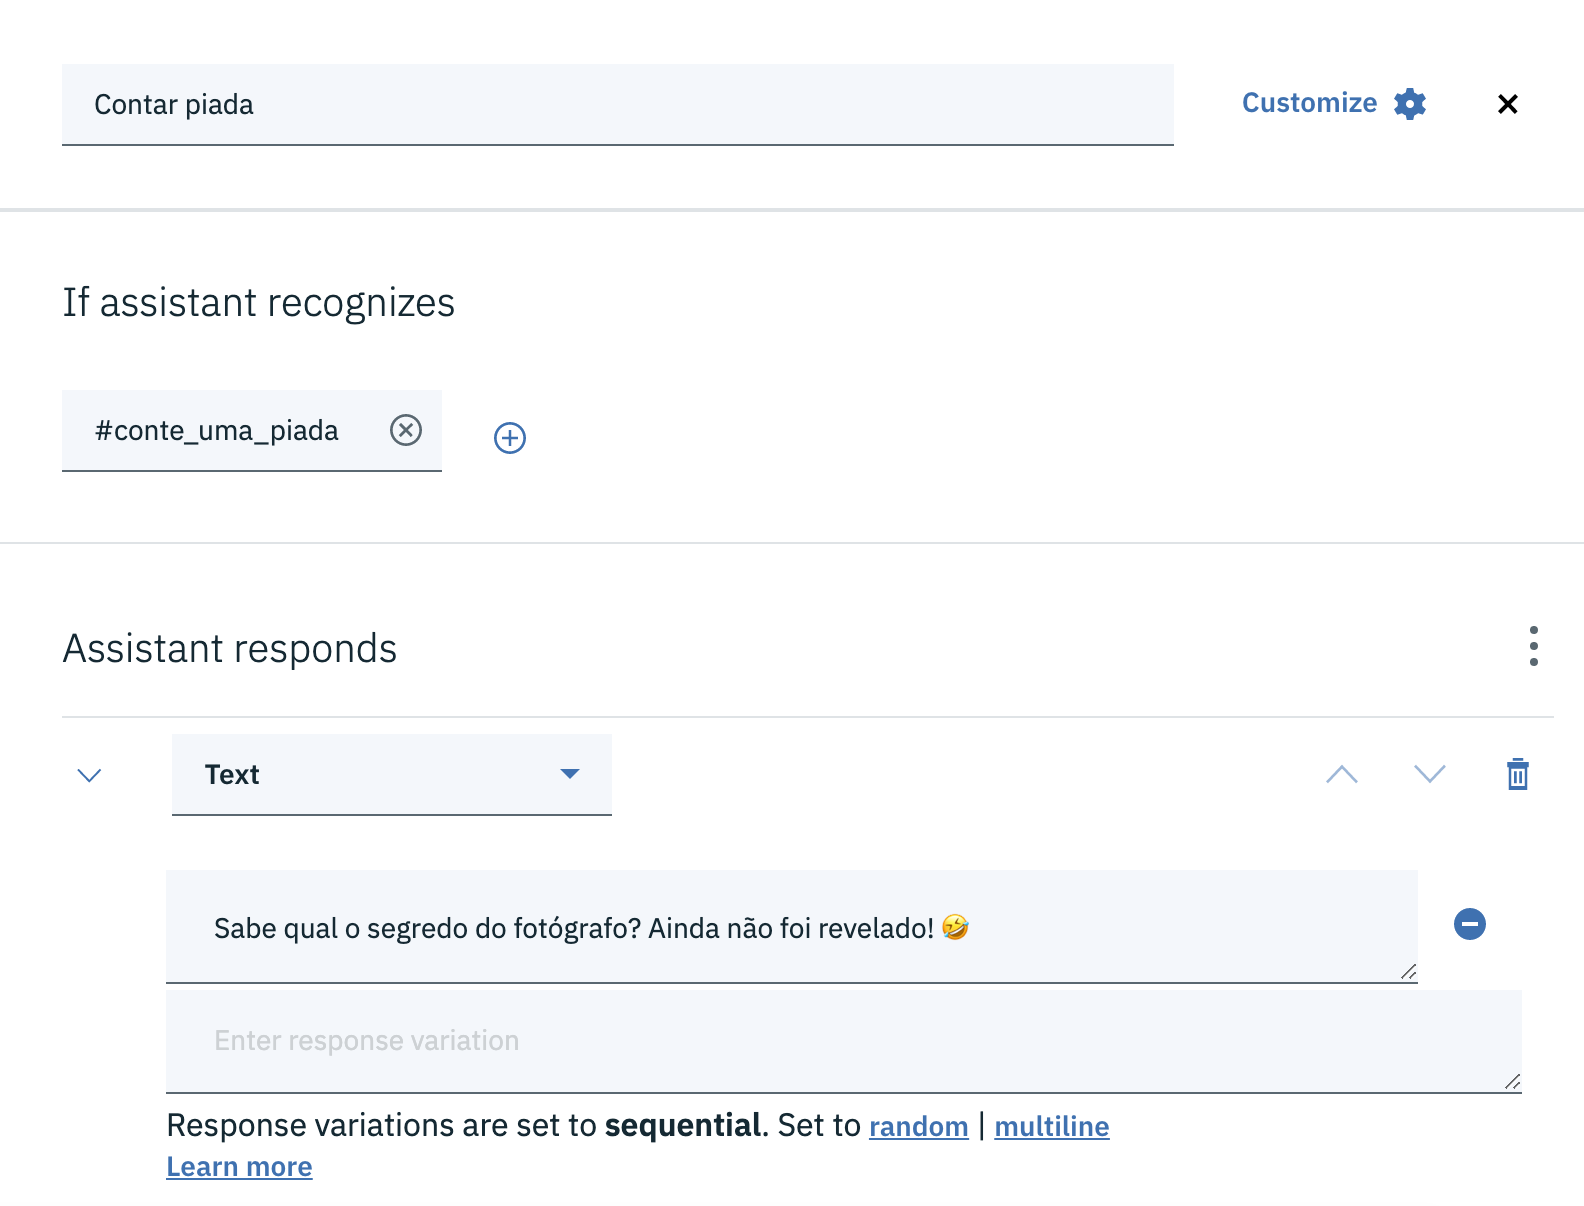 Contar piada
Customize
If assistant recognizes
#conte_uma_piada
Assistant responds
Text
Sabe qual o segredo do fotógrafo? Ainda não foi revelado! 🤣
Enter response variation
Response variations are set to sequential. Set to random | multiline
Learn more